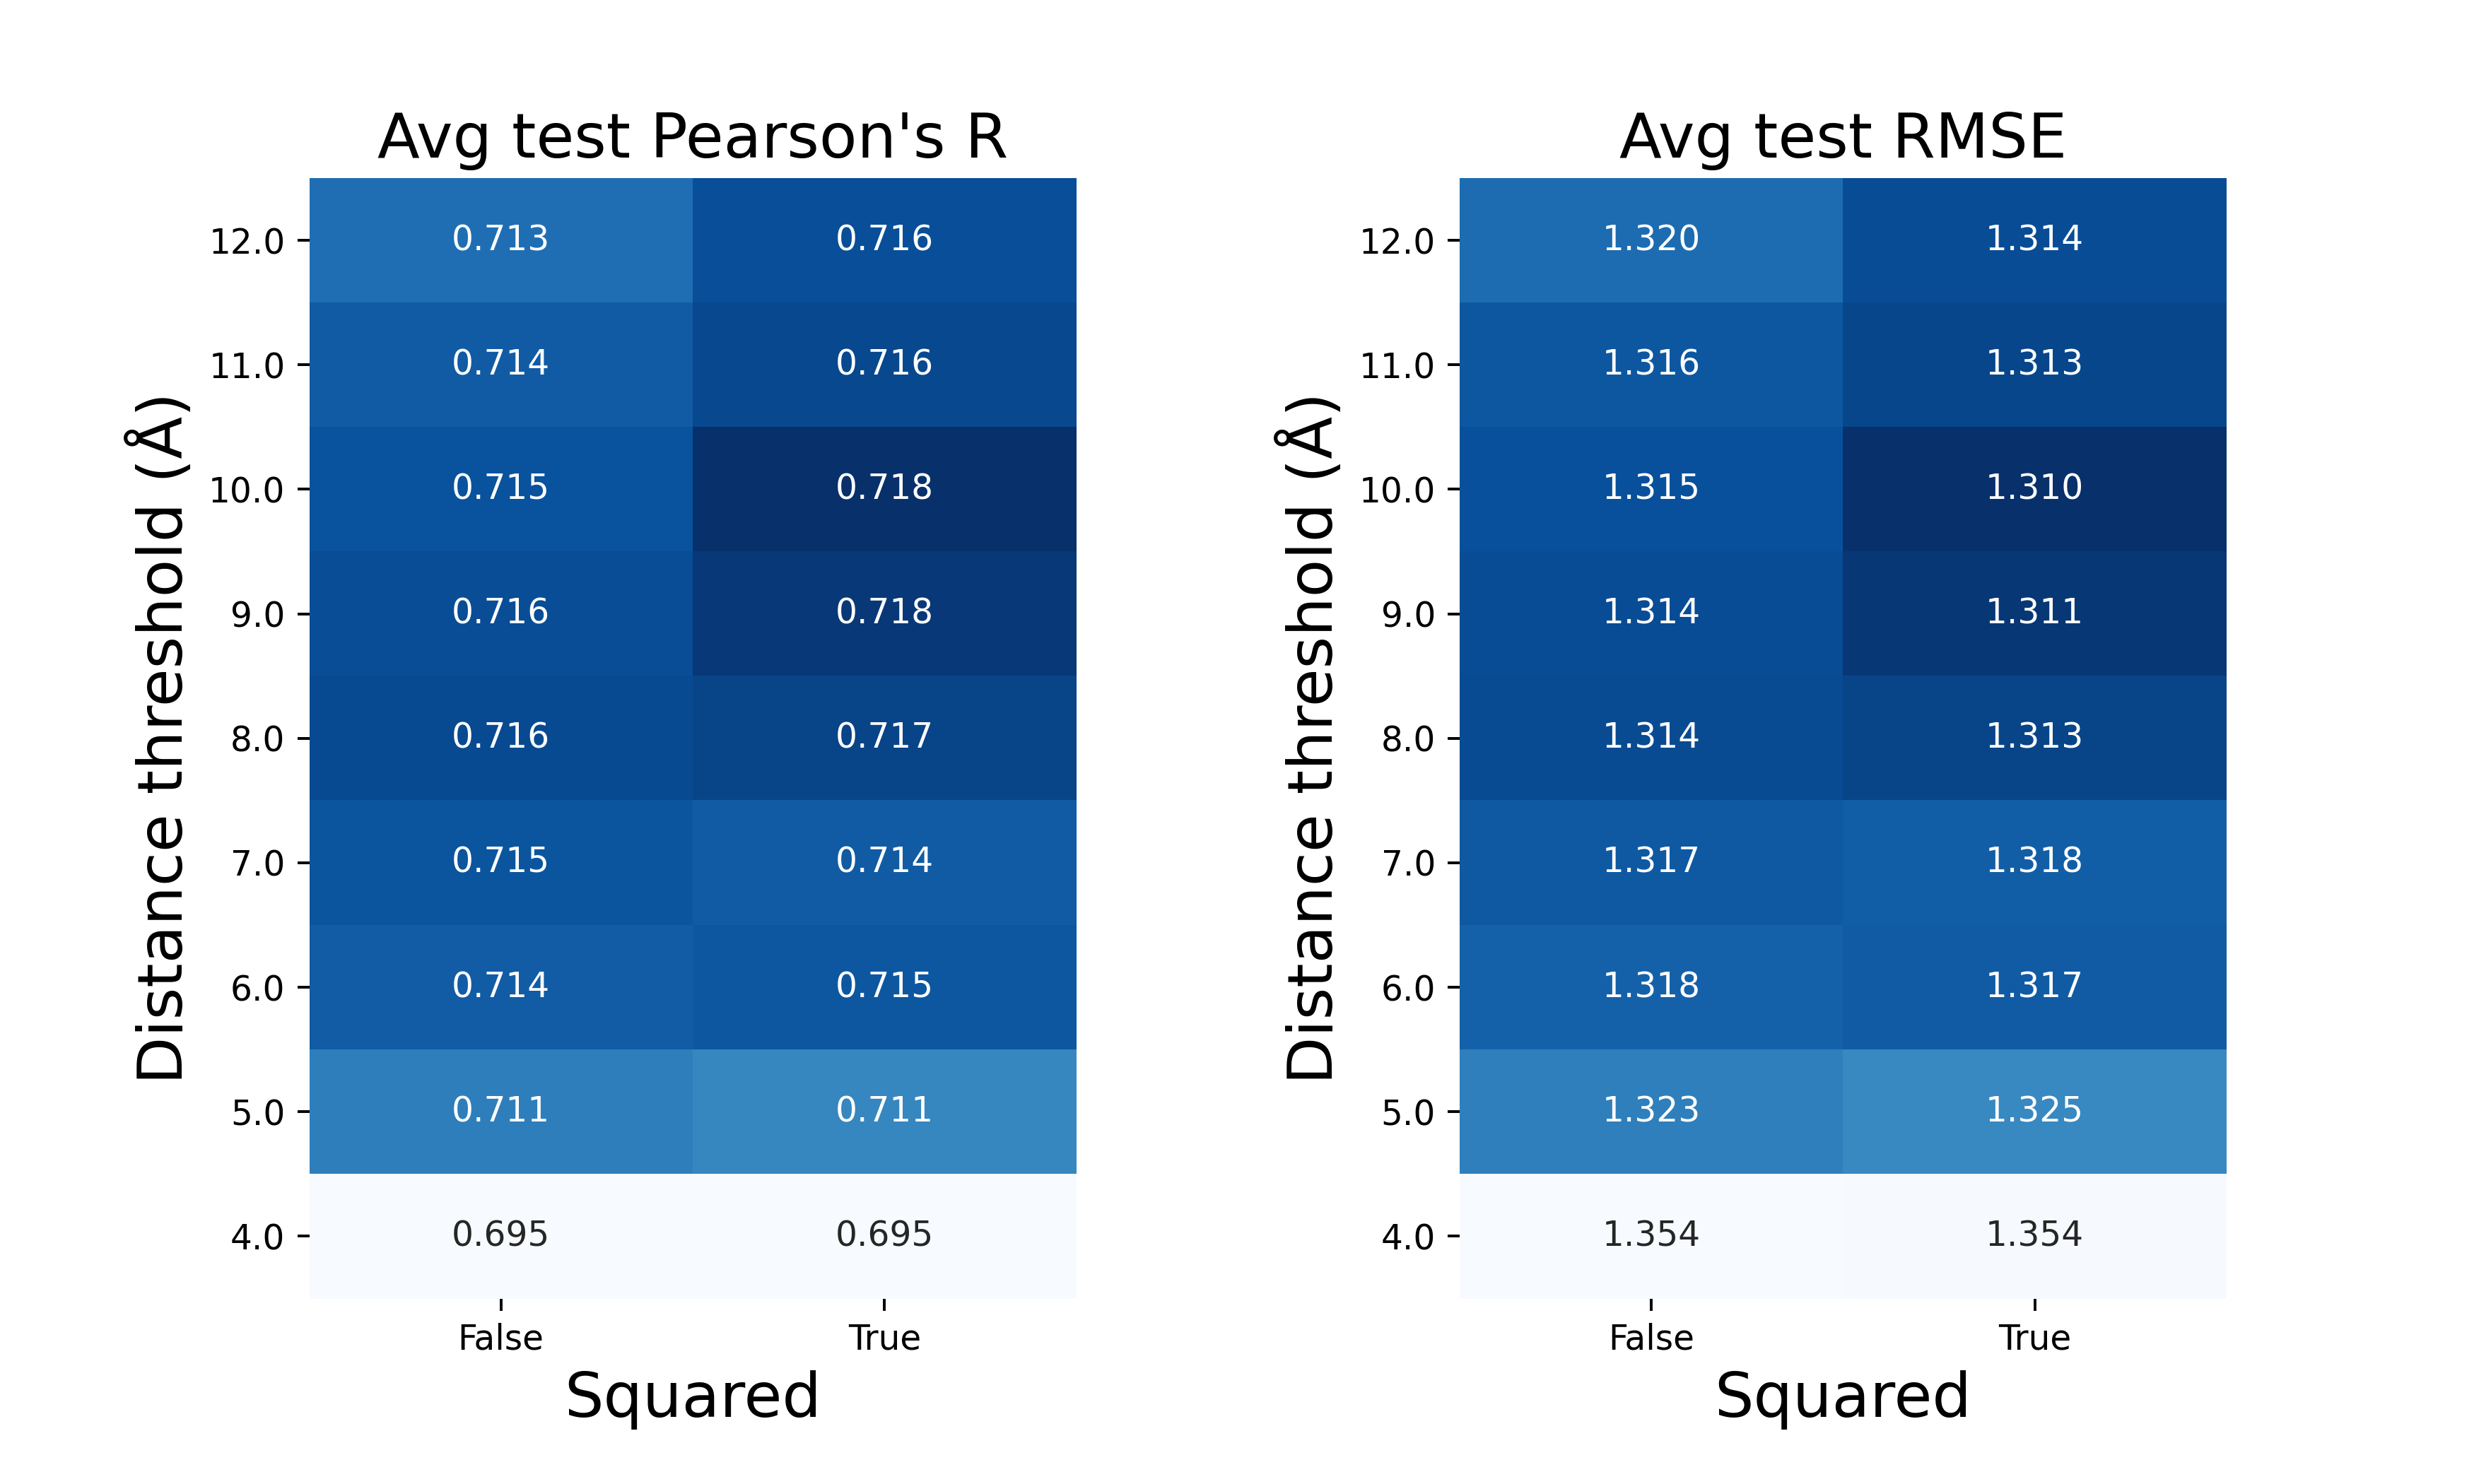 Avg test Pearson's R
Distance threshold (Å)
12.0 0.713 0.716
11.0 0.714 0.716
10.0 0.715 0.718
9.0 0.716 0.718
8.0 0.716 0.717
7.0 0.715 0.714
6.0 0.714 0.715
5.0 0.711 0.711
4.0 0.695 0.695
False True
Squared
Avg test RMSE
Distance threshold (Å)
12.0 1.320 1.314
11.0 1.316 1.313
10.0 1.315 1.310
9.0 1.314 1.311
8.0 1.314 1.313
7.0 1.317 1.318
6.0 1.318 1.317
5.0 1.323 1.325
4.0 1.354 1.354
False True
Squared